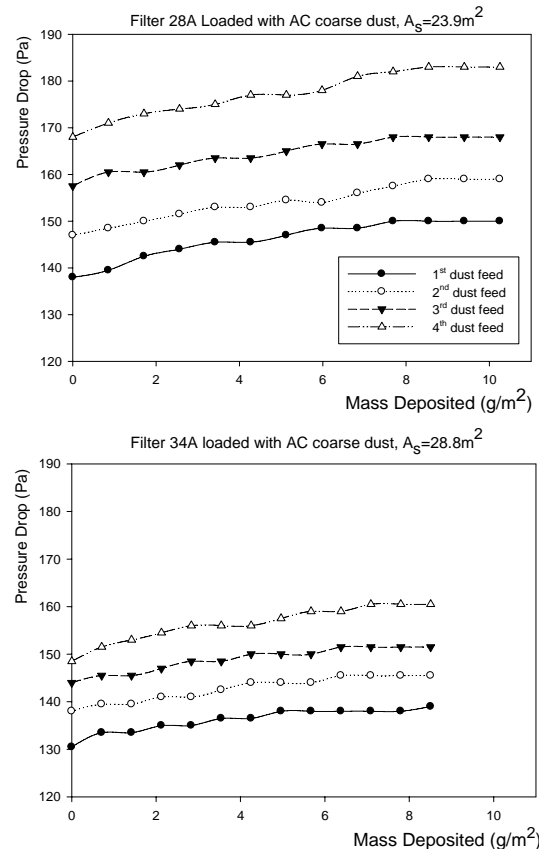 Filter 28A Loaded with AC coarse dust, As=23.9m2
Pressure Drop (Pa)
190
180
170
160
150
140
130
120
0 2 4 6 8 10
Mass Deposited (g/m2)
1st dust feed
2nd dust feed
3rd dust feed
4th dust feed
Filter 34A loaded with AC coarse dust, As=28.8m2
Pressure Drop (Pa)
190
180
170
160
150
140
130
120
0 2 4 6 8 10
Mass Deposited (g/m2)